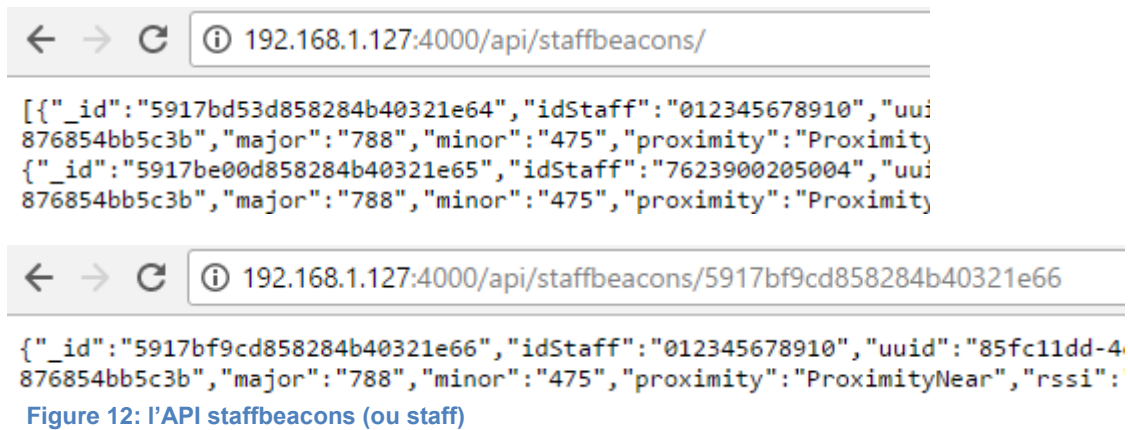 192.168.1.127:4000/api/staffbeacons/
[{"_id":"5917bd53d858284b40321e64","idStaff":"012345678910","uui
876854bb5c3b","major":"788","minor":"475","proximity":"Proximity
{"_id":"5917be00d858284b40321e65","idStaff":"7623900205004","uui
876854bb5c3b","major":"788","minor":"475","proximity":"Proximity
192.168.1.127:4000/api/staffbeacons/5917bf9cd858284b40321e66
{"_id":"5917bf9cd858284b40321e66","idStaff":"012345678910","uuid":"85fc11dd-4
876854bb5c3b","major":"788","minor":"475","proximity":"ProximityNear","rssi":
Figure 12: l'API staffbeacons (ou staff)